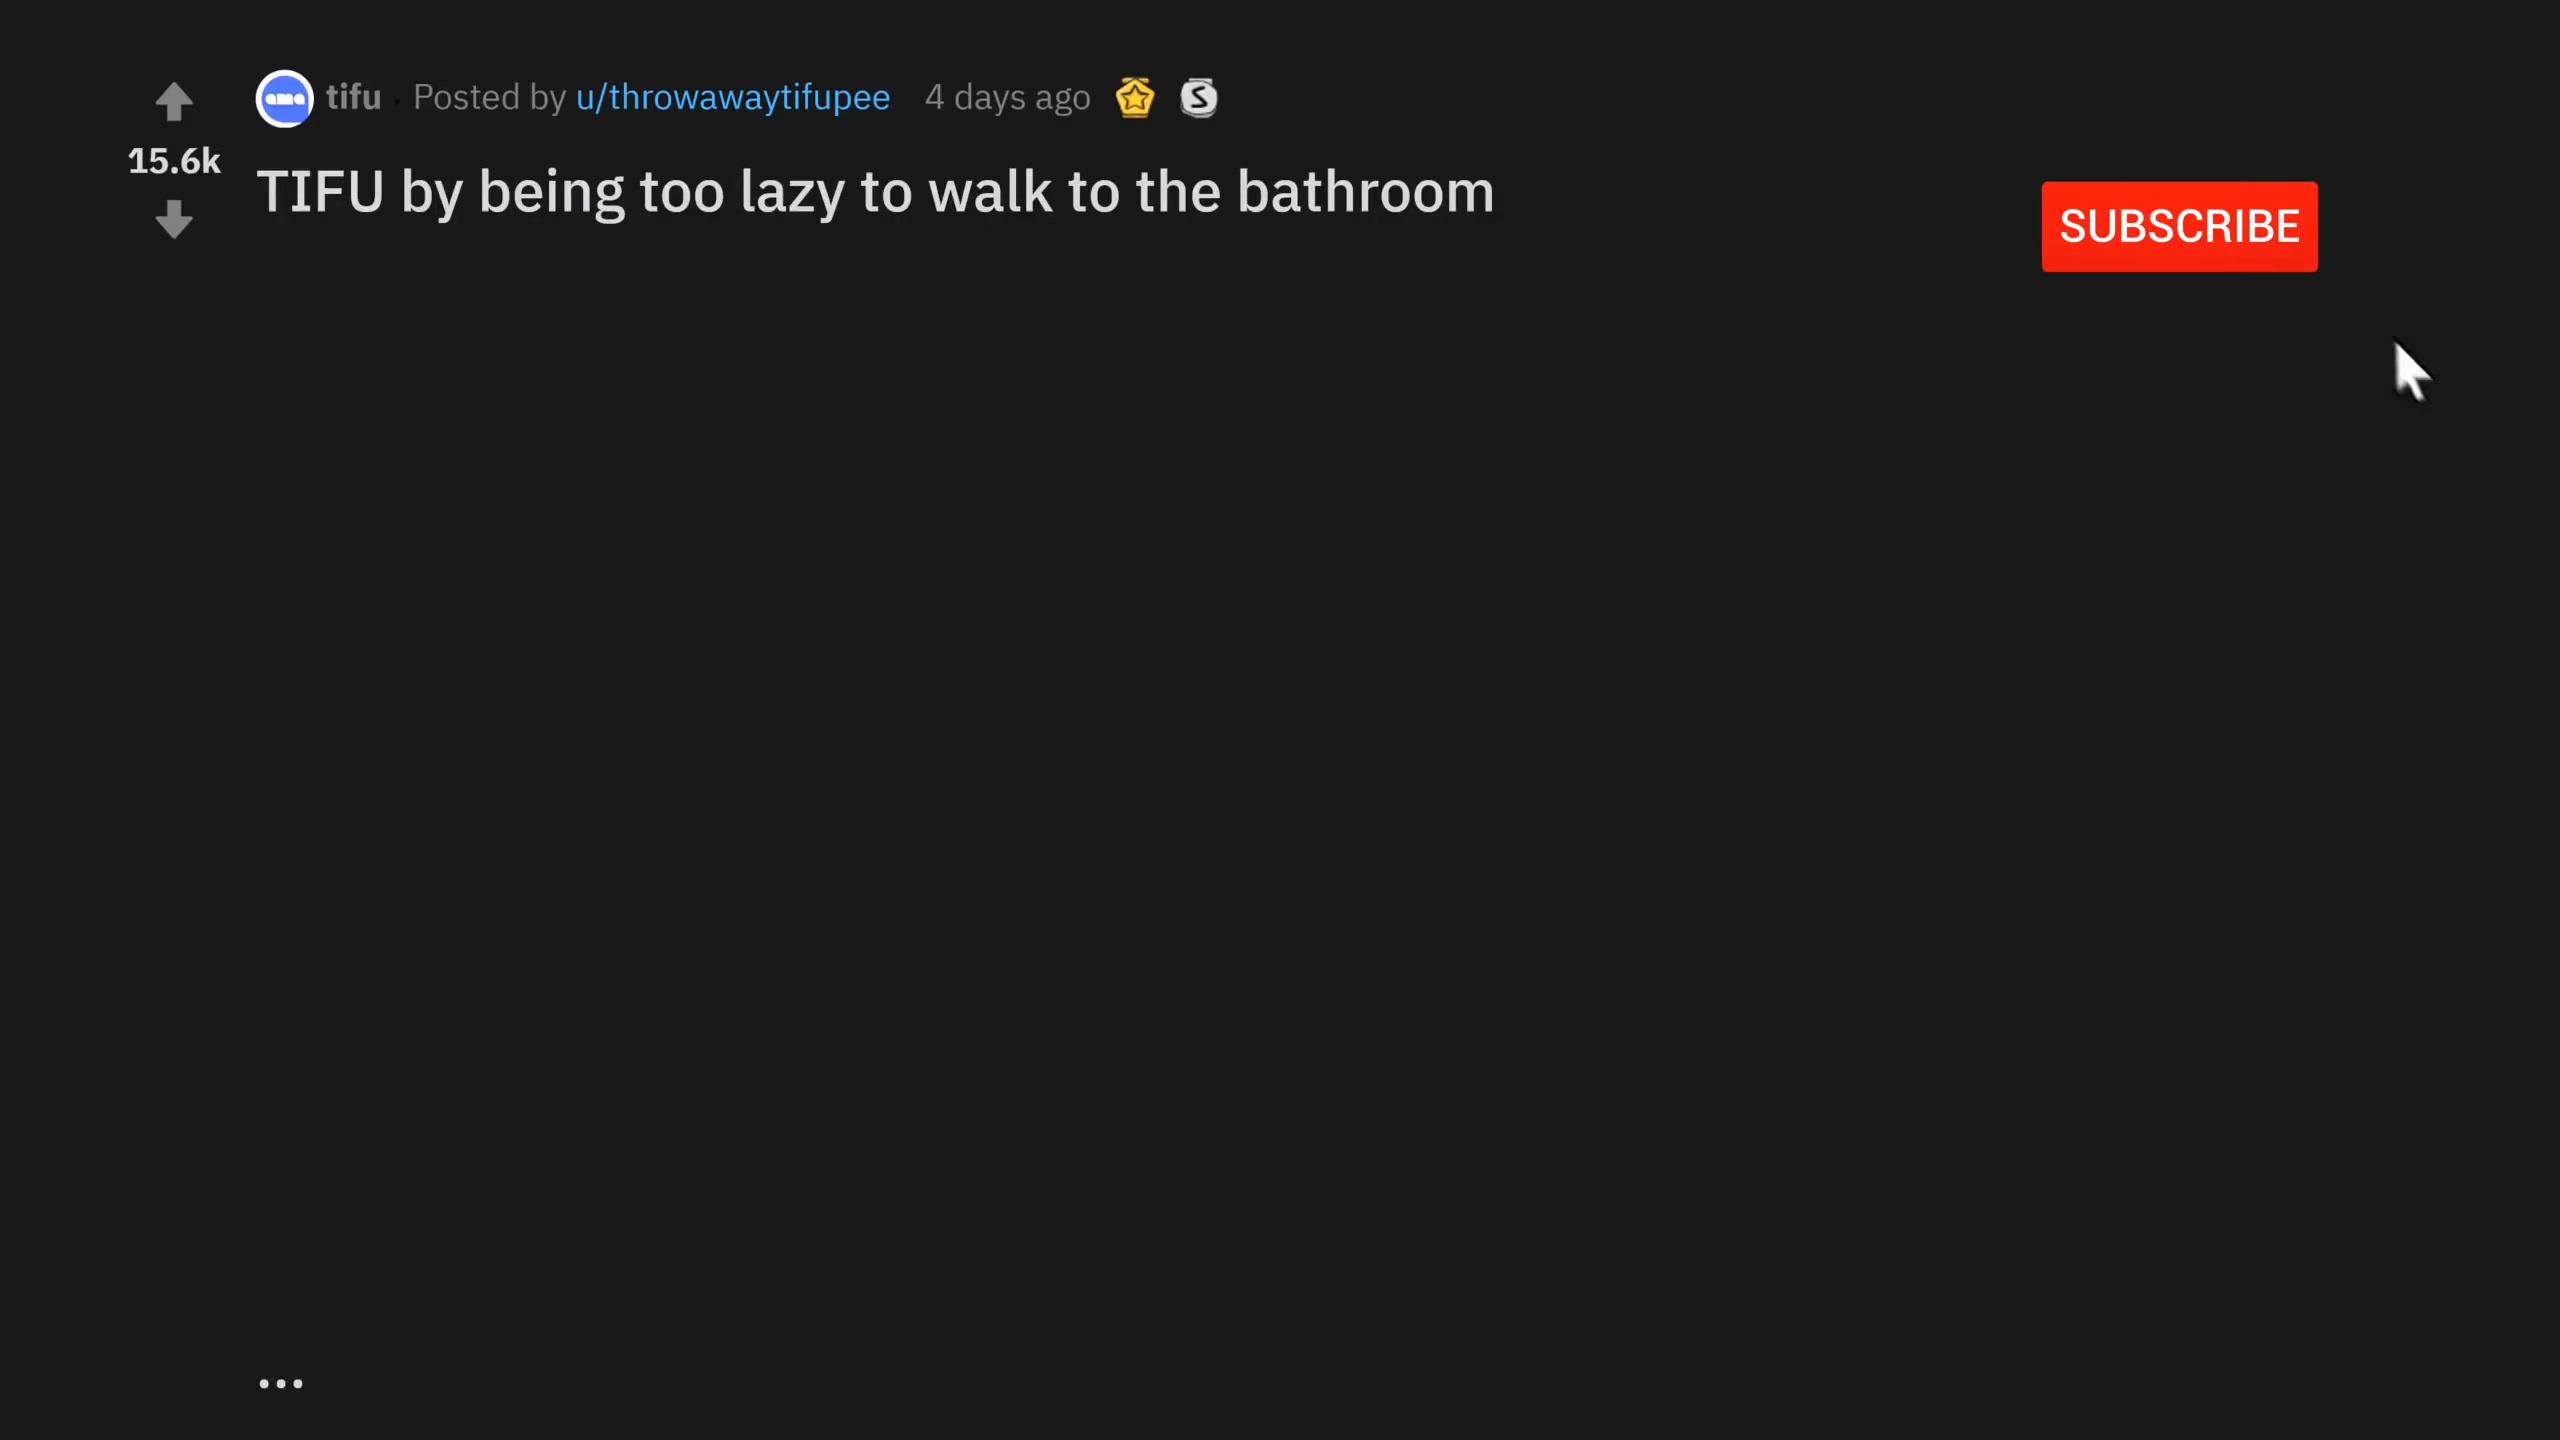 tifu · Posted by u/throwawaytifupee 4 days ago
15.6k
TIFU by being too lazy to walk to the bathroom
SUBSCRIBE
...